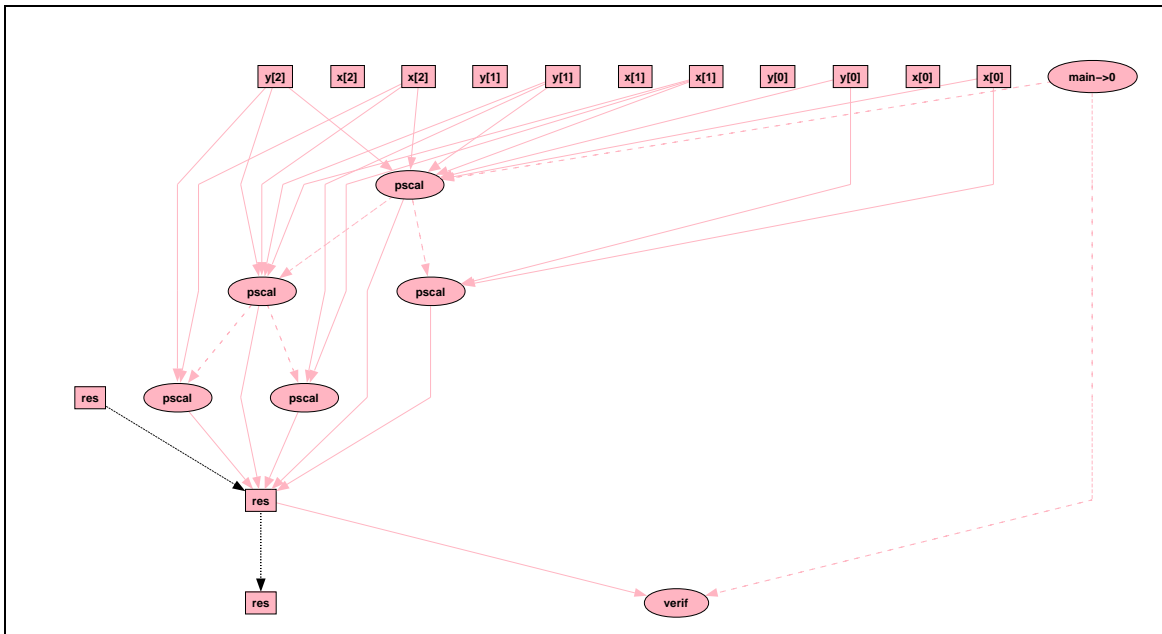 y[2] x[2] x[2] y[1] y[1] x[1] x[1] y[0] y[0] x[0] x[0] main->0
pscal
pscal pscal
res pscal pscal
res
res verif